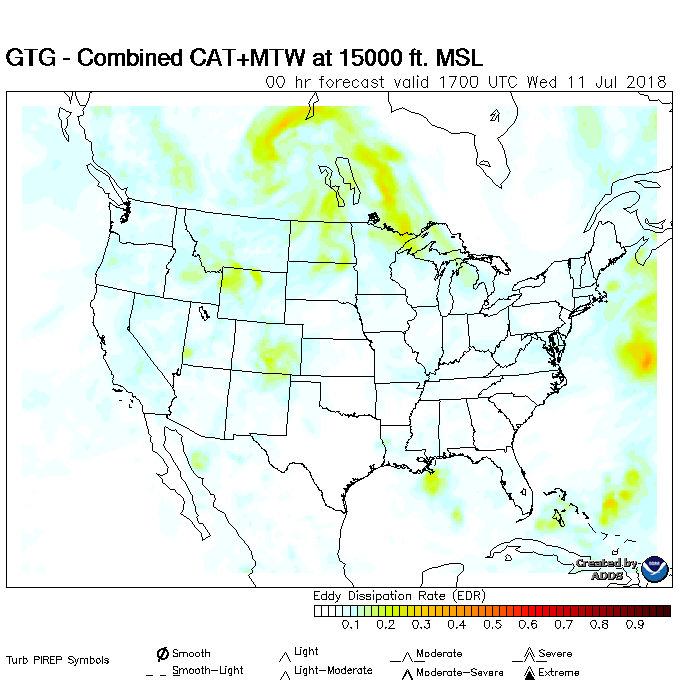 GTG - Combined CAT+MTW at 15000 ft. MSL
00 hr forecast valid 1700 UTC Wed 11 Jul 2018
Created by
ADDS
Eddy Dissipation Rate (EDR)
0.1 0.2 0.3 0.4 0.5 0.6 0.7 0.8 0.9
Turb PIREP Symbols
Smooth Light Moderate Severe
Smooth-Light Light-Moderate Moderate-Severe Extreme